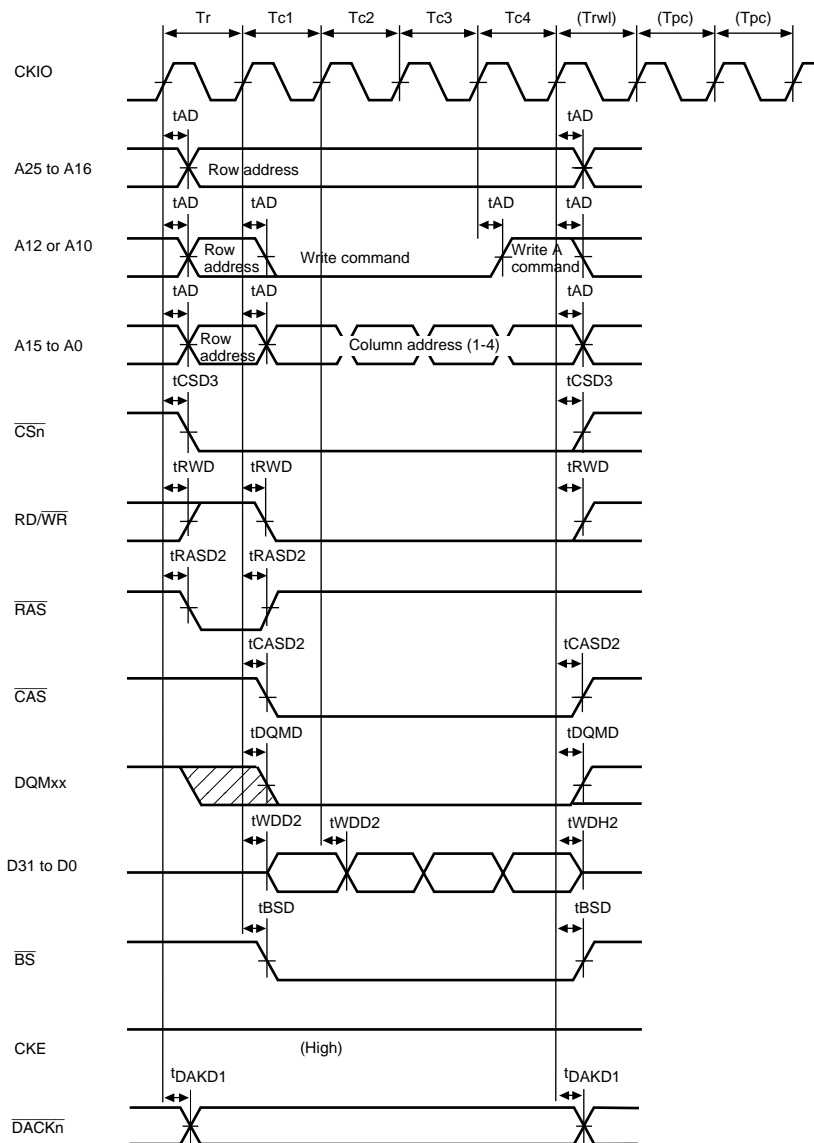 Tr Tc1 Tc2 Tc3 Tc4 (Trwl) (Tpc) (Tpc)
CKIO
tAD tAD
A25 to A16 Row address
tAD tAD tAD tAD
A12 or A10 Row address Write command Write A command
tAD tAD tAD
A15 to A0 Row address Column address (1-4)
tCSD3 tCSD3
CSn
tRWD tRWD tRWD
RD/WR
tRASD2 tRASD2
RAS
tCASD2 tCASD2
CAS
tDQMD tDQMD
DQMxx
tWDD2 tWDD2 tWDH2
D31 to D0
tBSD tBSD
BS
CKE (High)
tDAKD1 tDAKD1
DACKn